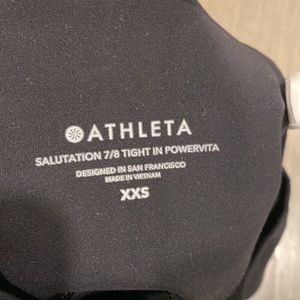 ATHLETA
SALUTATION 7/8 TIGHT IN POWERVITA
DESIGNED IN SAN FRANCISCO
MADE IN VIETNAM
XXS